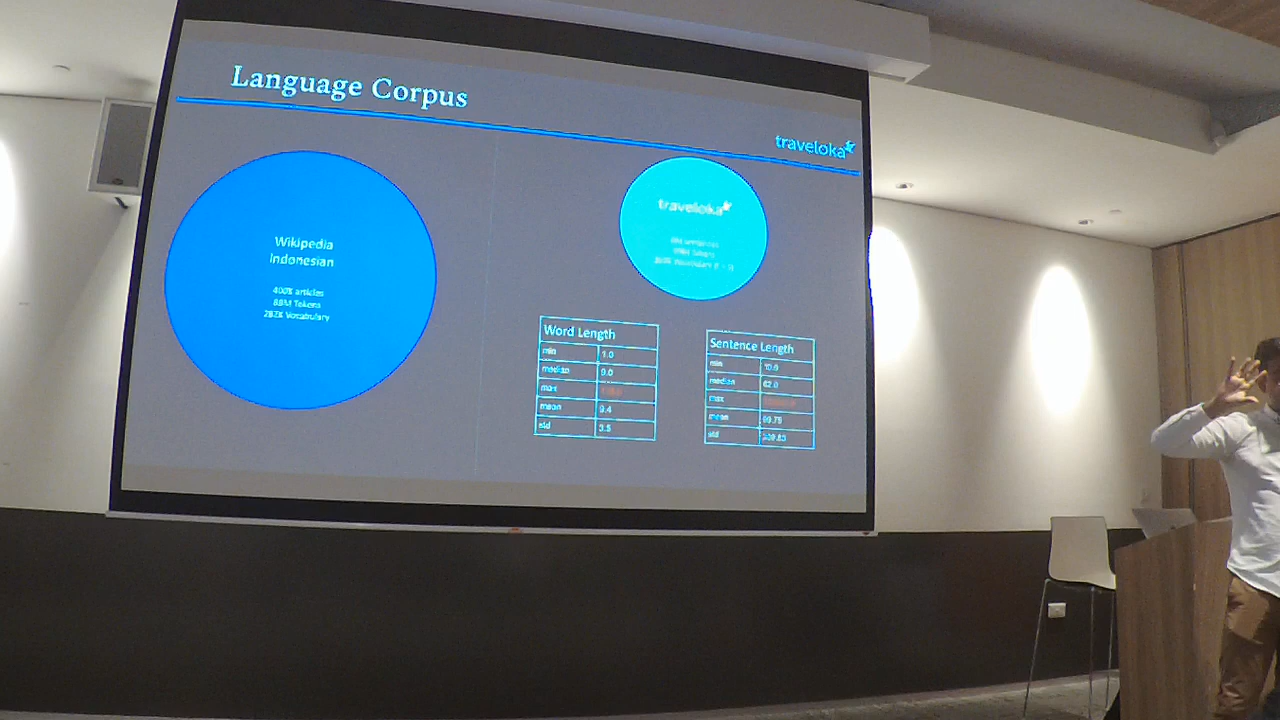 Language Corpus
traveloka
Wikipedia
Indonesian
400K articles
88M Tokens
282K Vocabulary
traveloka
Word Length
min 1.0
median 9.0
max
mean 9.4
std 3.5
Sentence Length
min 10.0
median 62.0
max
mean 99.75
std